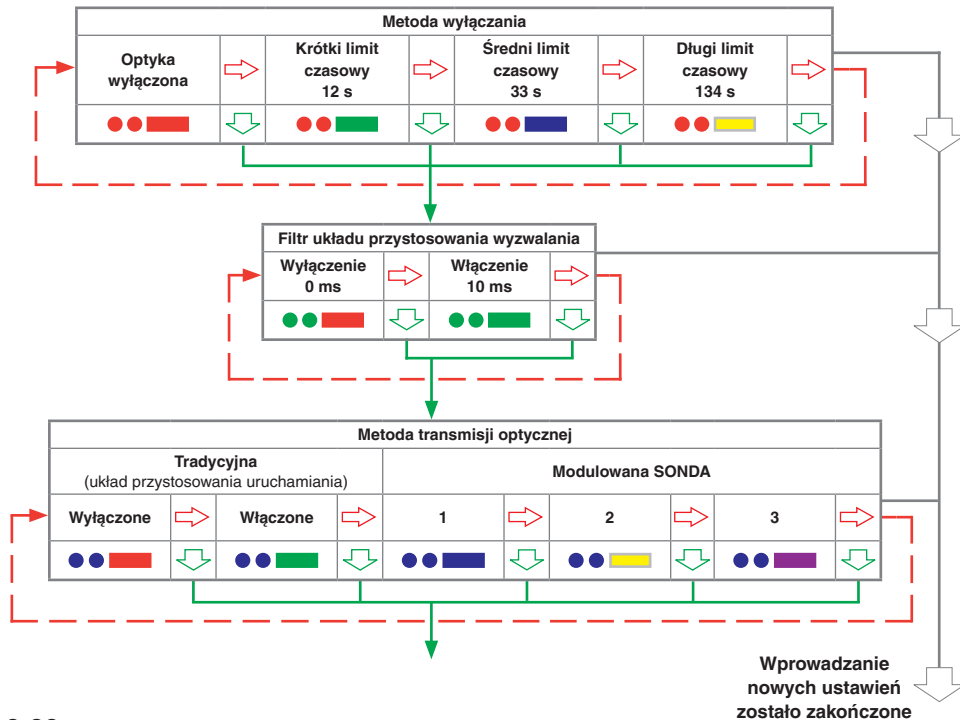 Metoda wyłączania
Optyka
wyłączona
Krótki limit
czasowy
12 s
Średni limit
czasowy
33 s
Długi limit
czasowy
134 s
Filtr układu przystosowania wyzwalania
Wyłączenie
0 ms
Włączenie
10 ms
Metoda transmisji optycznej
Tradycyjna
(układ przystosowania uruchamiania)
Modulowana SONDA
Wyłączone
Włączone
1
2
3
Wprowadzanie
nowych ustawień
zostało zakończone